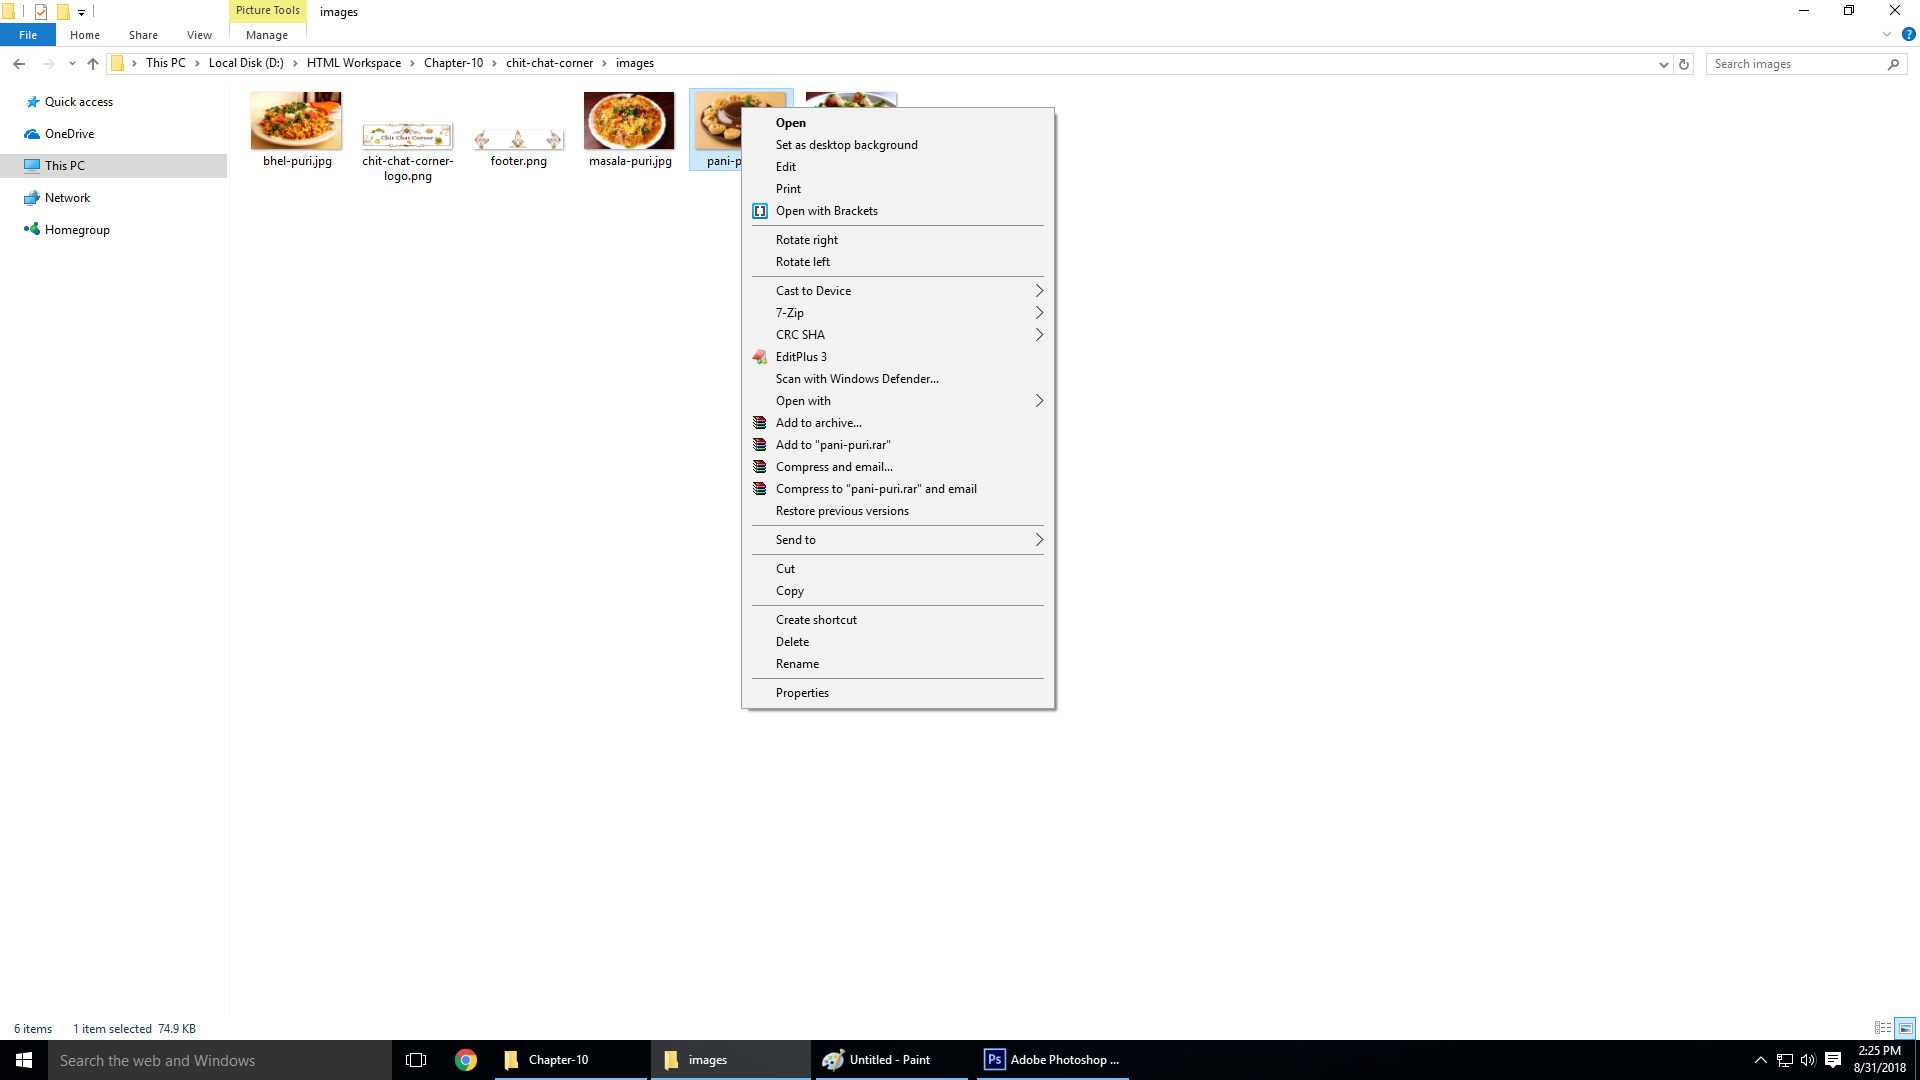 Picture Tools
images
File
Home
Share
View
Manage
This PC
Local Disk (D:)
HTML Workspace
Chapter-10
chit-chat-corner
images
Search images
Quick access
OneDrive
This PC
Network
Homegroup
Chit Chat Corner
bhel-puri.jpg
chit-chat-corner-
logo.png
footer.png
masala-puri.jpg
pani-p
Open
Set as desktop background
Edit
Print
Open with Brackets
Rotate right
Rotate left
Cast to Device
7-Zip
CRC SHA
EditPlus 3
Scan with Windows Defender...
Open with
Add to archive...
Add to "pani-puri.rar"
Compress and email...
Compress to "pani-puri.rar" and email
Restore previous versions
Send to
Cut
Copy
Create shortcut
Delete
Rename
Properties
6 items
1 item selected 74.9 KB
Search the web and Windows
Chapter-10
images
Untitled - Paint
Ps
Adobe Photoshop ...
2:25 PM
8/31/2018